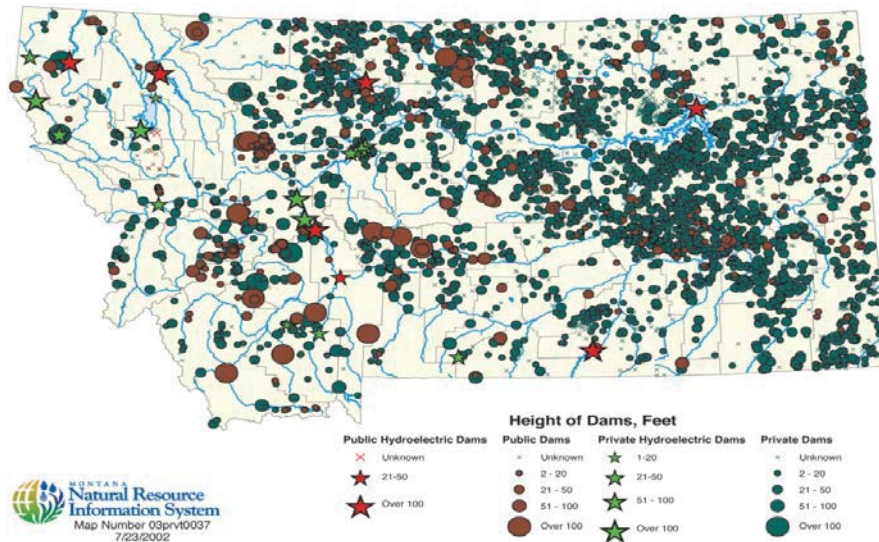 Height of Dams, Feet
Public Hydroelectric Dams
Unknown
21-50
Over 100
Public Dams
Unknown
2 - 20
21 - 50
51 - 100
Over 100
Private Hydroelectric Dams
1-20
21-50
51 - 100
Over 100
Private Dams
Unknown
2 - 20
21 - 50
51 - 100
Over 100
MONTANA
Natural Resource
Information System
Map Number 03prvt0037
7/23/2002